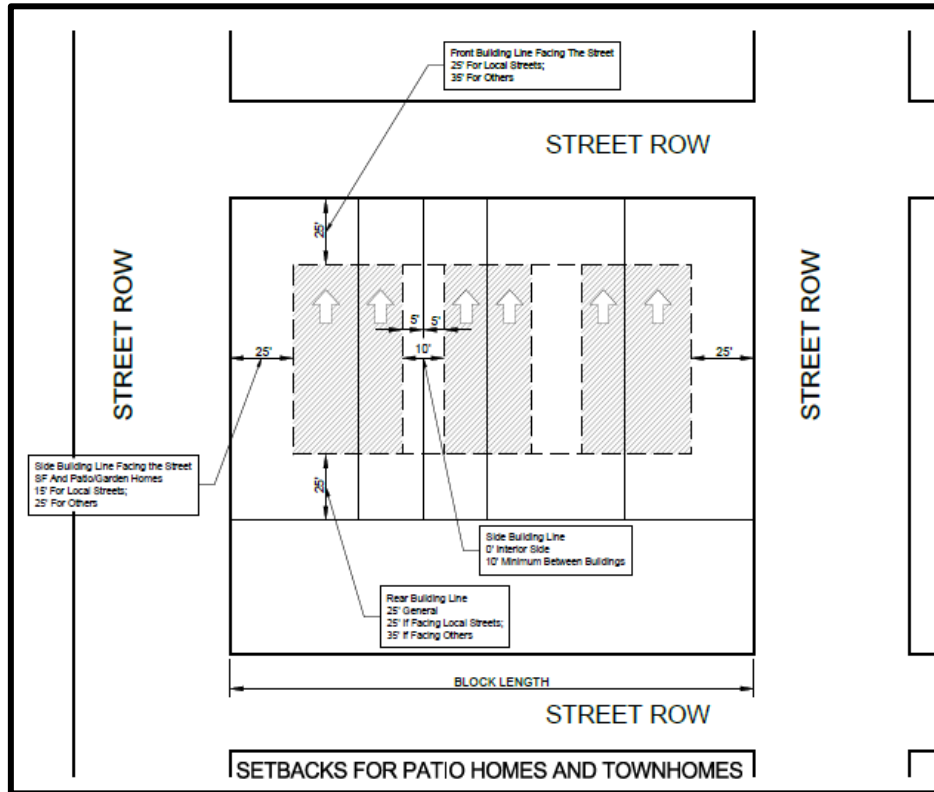 Front Building Line Facing The Street
25' For Local Streets;
35' For Others
STREET ROW
25'
STREET ROW
STREET ROW
5'
5'
25'
10'
25'
Side Building Line Facing the Street
SF And Patio/Garden Homes
15' For Local Streets;
25' For Others
25'
Side Building Line
0' Interior Side
10' Minimum Between Buildings
Rear Building Line
25' General
25' If Facing Local Streets;
35' If Facing Others
BLOCK LENGTH
STREET ROW
SETBACKS FOR PATIO HOMES AND TOWNHOMES